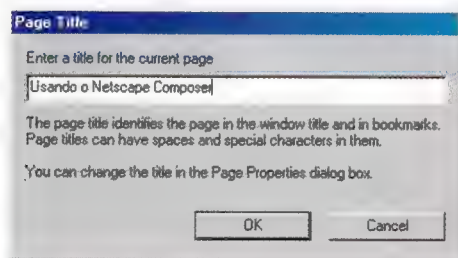 Page Title
Enter a title for the current page
Usando o Netscape Composer
The page title identifies the page in the window title and in bookmarks.
Page titles can have spaces and special characters in them.
You can change the title in the Page Properties dialog box.
OK
Cancel